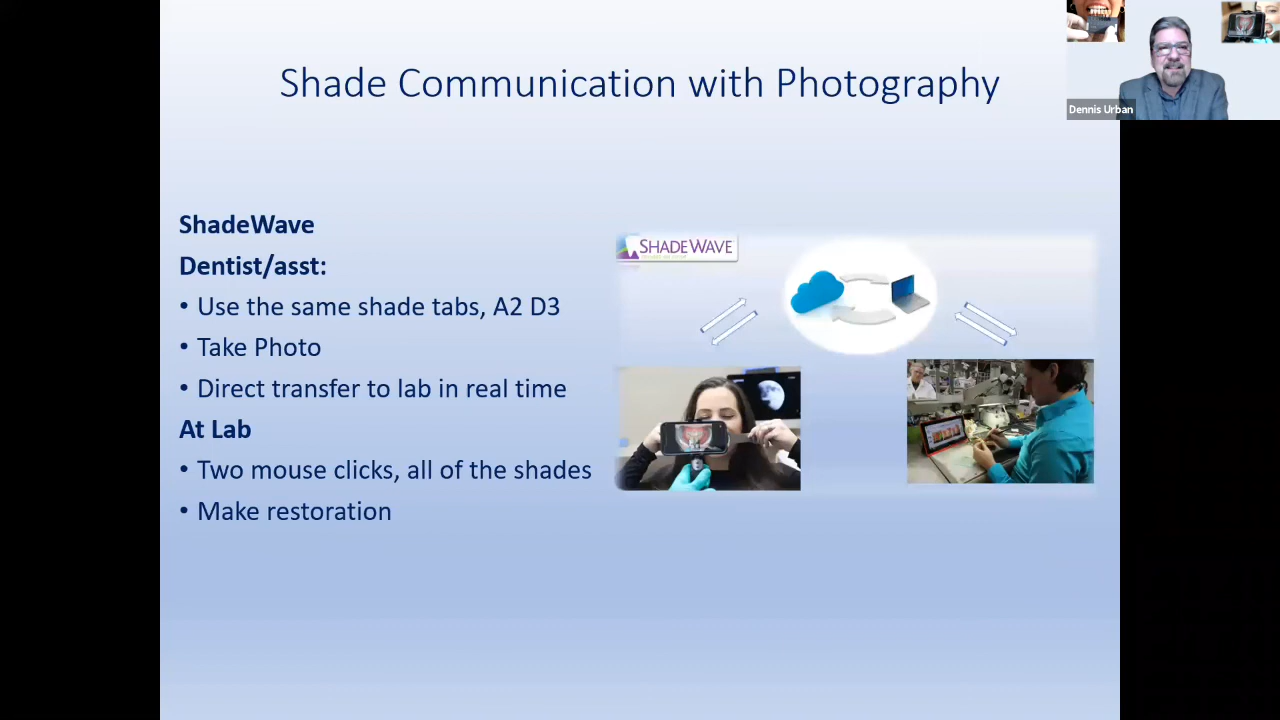 Shade Communication with Photography
Dennis Urban
ShadeWave
Dentist/asst:
• Use the same shade tabs, A2 D3
• Take Photo
• Direct transfer to lab in real time
At Lab
• Two mouse clicks, all of the shades
• Make restoration
SHADEWAVE